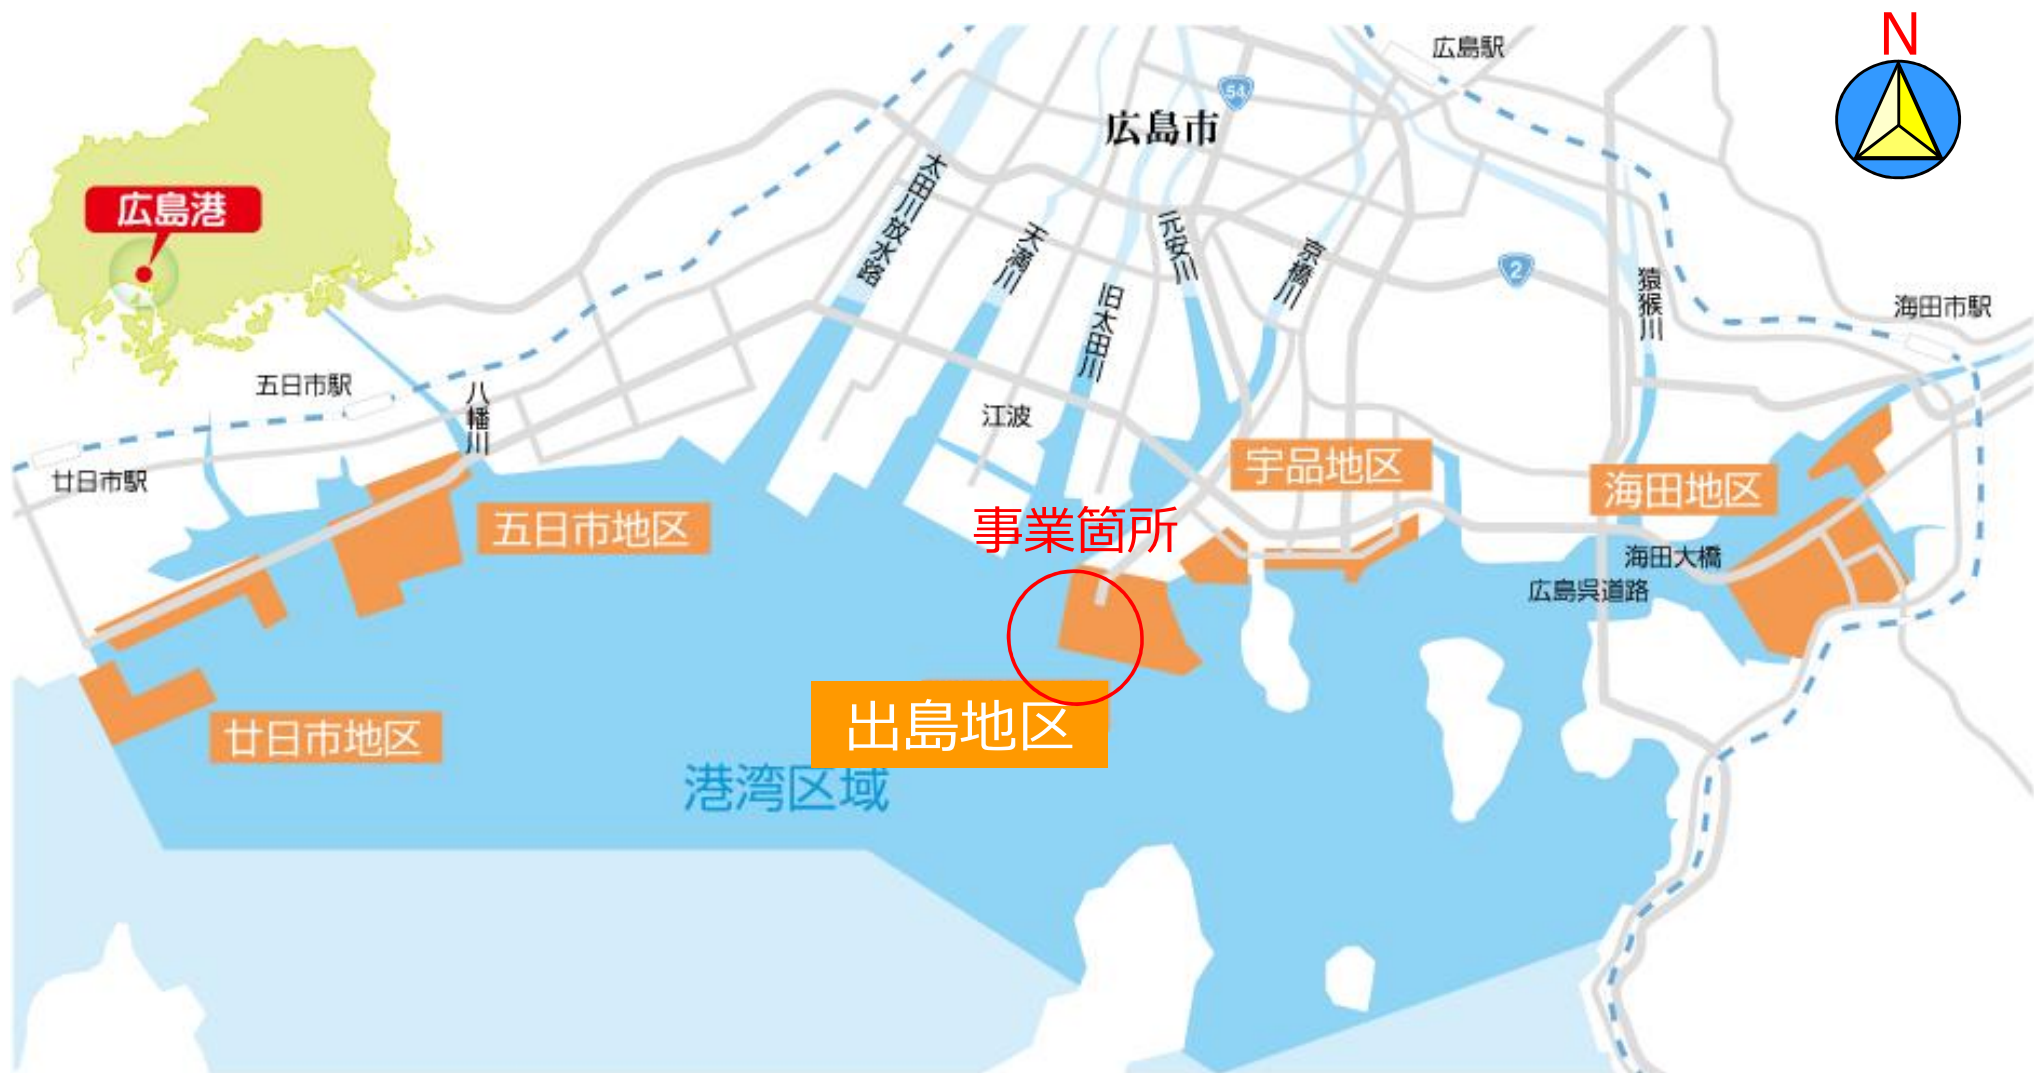 N
広島駅
54
広島市
太田川放水路
広島港
天満川
元安川
京橋川
2
猿猴川
旧太田川
海田市駅
五日市駅
八幡川
江波
廿日市駅
宇品地区
海田地区
五日市地区
事業箇所
海田大橋
広島呉道路
出島地区
廿日市地区
港湾区域